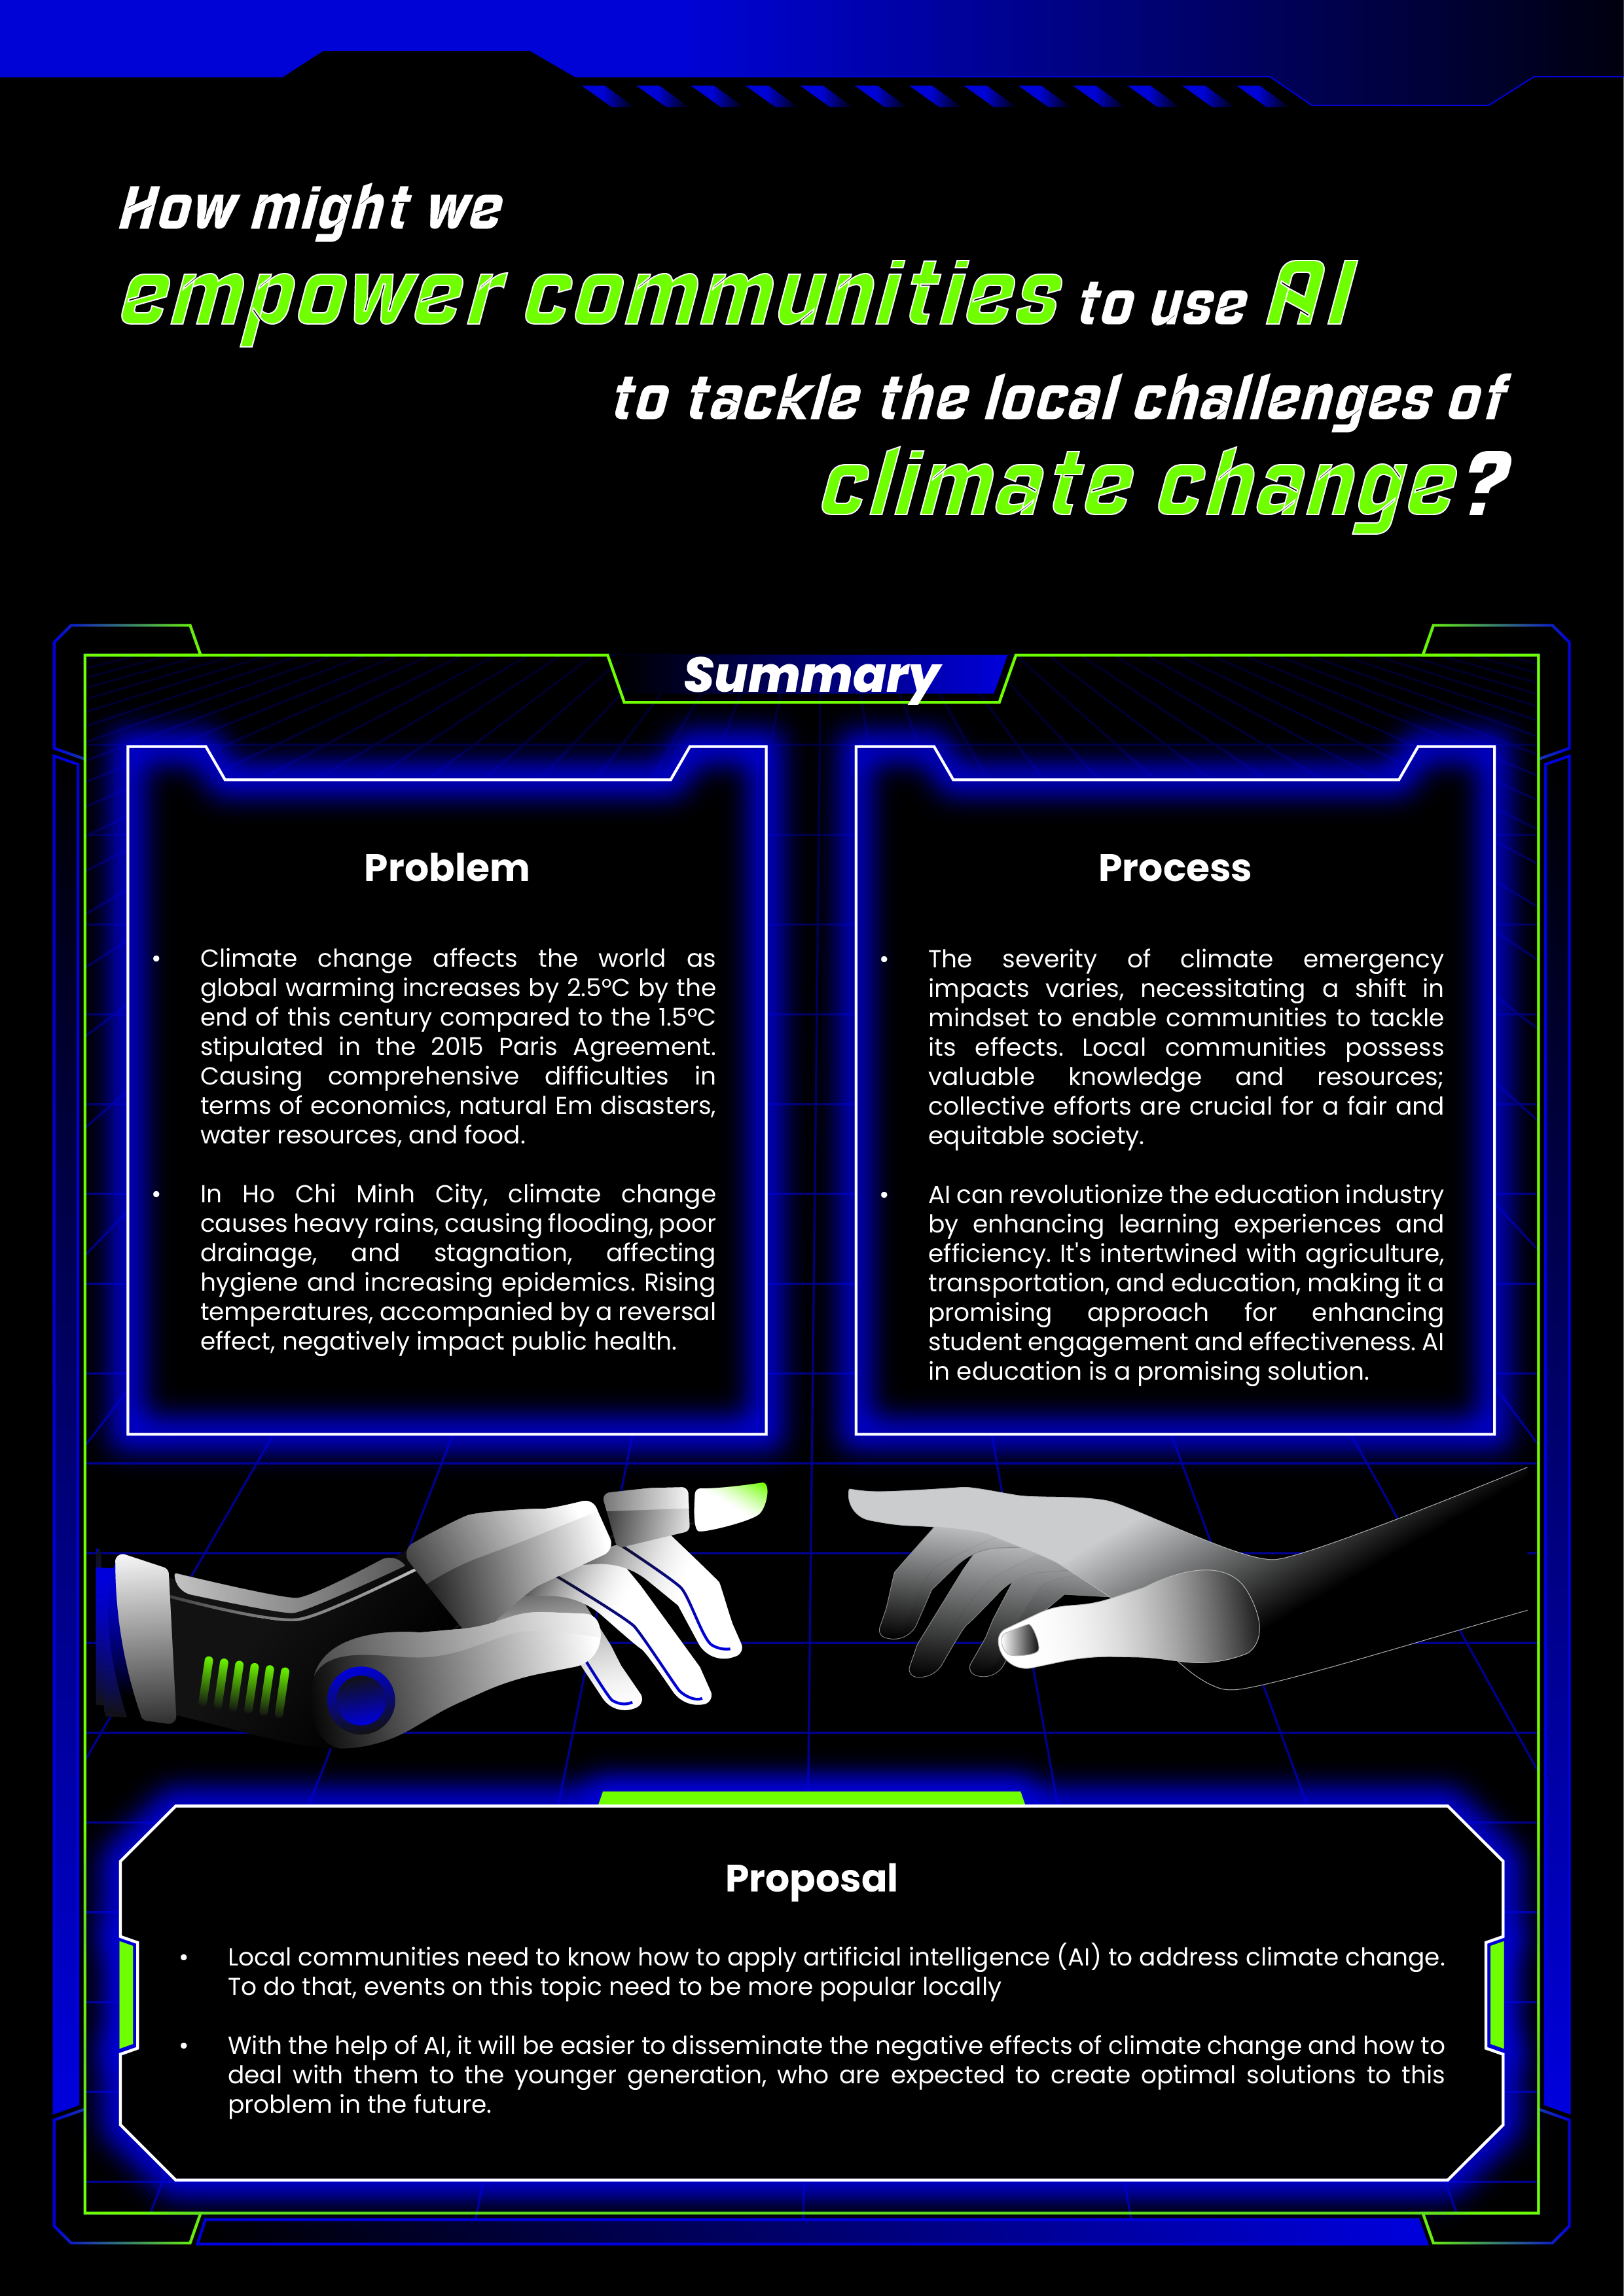 How might we
empower communities to use AI
to tackle the local challenges of
climate change?
Summary
Problem
• Climate change affects the world as
global warming increases by 2.5°C by the
end of this century compared to the 1.5°C
stipulated in the 2015 Paris Agreement.
Causing comprehensive difficulties in
terms of economics, natural Em disasters,
water resources, and food.
• In Ho Chi Minh City, climate change
causes heavy rains, causing flooding, poor
drainage, and stagnation, affecting
hygiene and increasing epidemics. Rising
temperatures, accompanied by a reversal
effect, negatively impact public health.
Process
• The severity of climate emergency
impacts varies, necessitating a shift in
mindset to enable communities to tackle
its effects. Local communities possess
valuable knowledge and resources;
collective efforts are crucial for a fair and
equitable society.
• AI can revolutionize the education industry
by enhancing learning experiences and
efficiency. It's intertwined with agriculture,
transportation, and education, making it a
promising approach for enhancing
student engagement and effectiveness. AI
in education is a promising solution.
Proposal
• Local communities need to know how to apply artificial intelligence (AI) to address climate change.
To do that, events on this topic need to be more popular locally
• With the help of AI, it will be easier to disseminate the negative effects of climate change and how to
deal with them to the younger generation, who are expected to create optimal solutions to this
problem in the future.